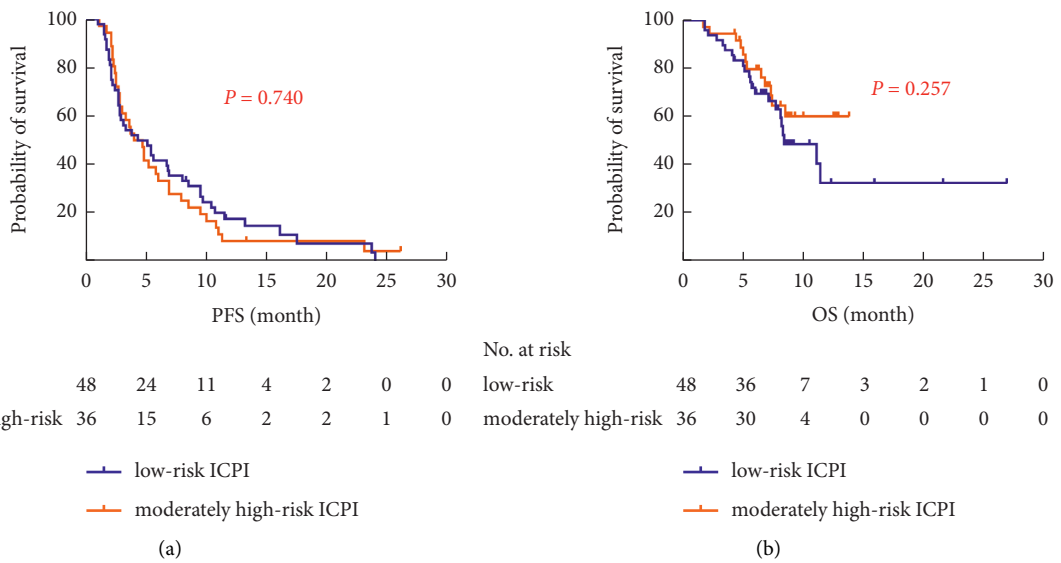 100
80
60
40
20
Probability of survival
P = 0.740
0 5 10 15 20 25 30
PFS (month)
48 24 11 4 2 0 0
gh-risk 36 15 6 2 2 1 0
low-risk ICPI
moderately high-risk ICPI
(a)
100
80
60
40
20
Probability of survival
P = 0.257
0 5 10 15 20 25 30
OS (month)
No. at risk
low-risk 48 36 7 3 2 1 0
moderately high-risk 36 30 4 0 0 0 0
low-risk ICPI
moderately high-risk ICPI
(b)